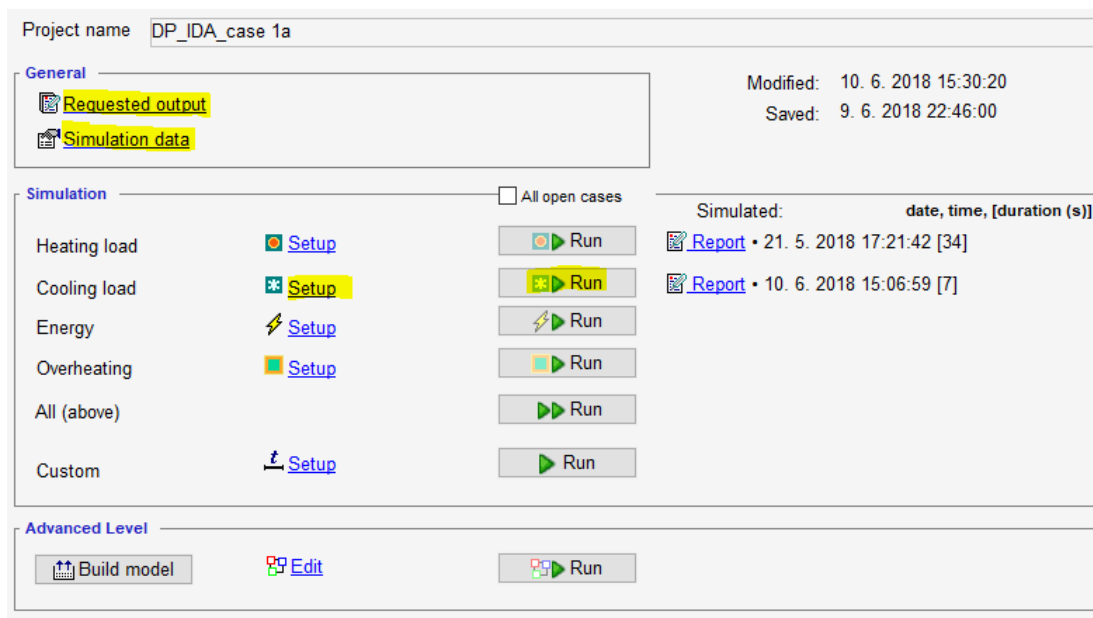 Project name DP_IDA_case 1a
General
Requested output
Simulation data
Modified: 10. 6. 2018 15:30:20
Saved: 9. 6. 2018 22:46:00
Simulation
All open cases
Simulated: date, time, [duration (s)]
Heating load Setup Run Report • 21. 5. 2018 17:21:42 [34]
Cooling load Setup Run Report • 10. 6. 2018 15:06:59 [7]
Energy Setup Run
Overheating Setup Run
All (above) Run
Custom t Setup Run
Advanced Level
Build model Edit Run